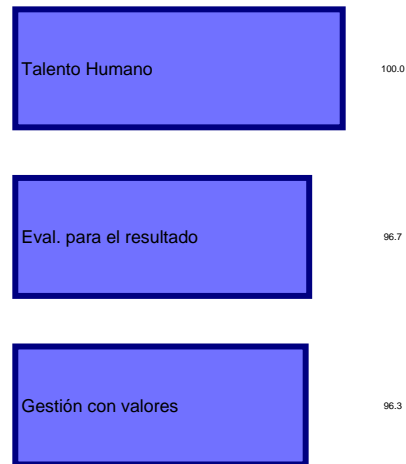 Talento Humano 100.0
Eval. para el resultado 96.7
Gestión con valores 96.3